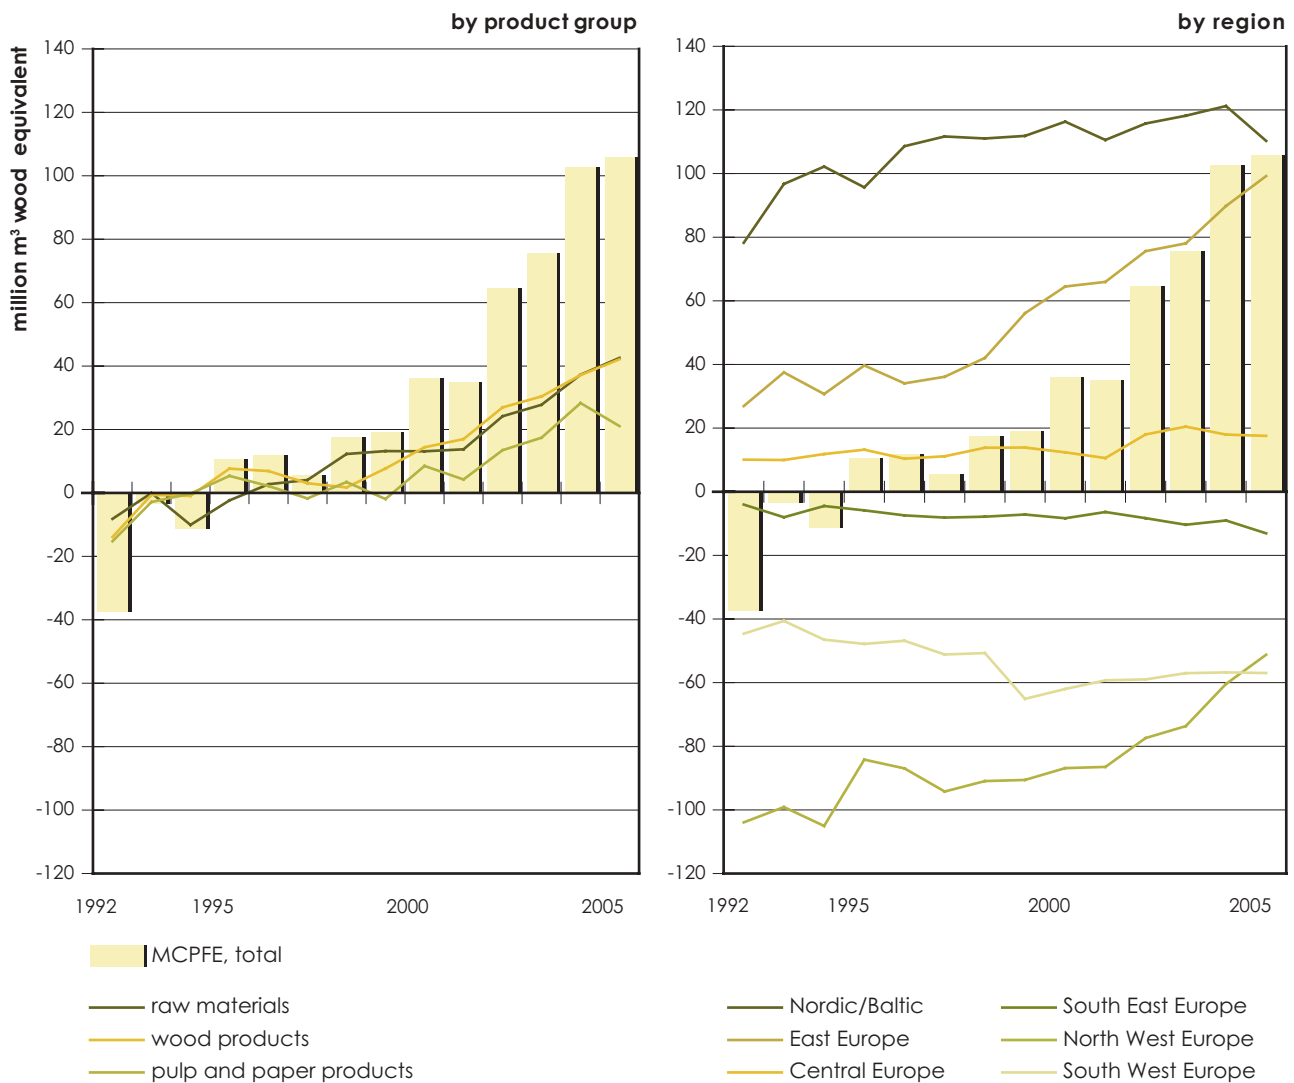 by product group
million m³ wood equivalent
140
120
100
80
60
40
20
0
-20
-40
-60
-80
-100
-120
1992 1995 2000 2005
MCPFE, total
raw materials
wood products
pulp and paper products
by region
140
120
100
80
60
40
20
0
-20
-40
-60
-80
-100
-120
1992 1995 2000 2005
Nordic/Baltic
East Europe
Central Europe
South East Europe
North West Europe
South West Europe